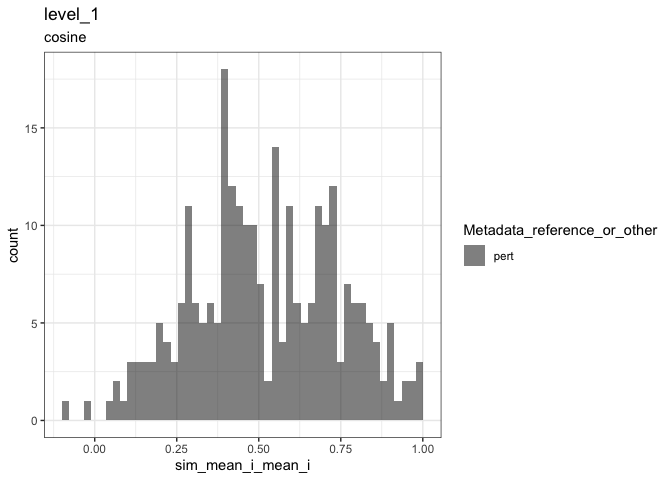 level_1
cosine
15
10
5
0
count
0.00 0.25 0.50 0.75 1.00
sim_mean_i_mean_i
Metadata_reference_or_other
pert